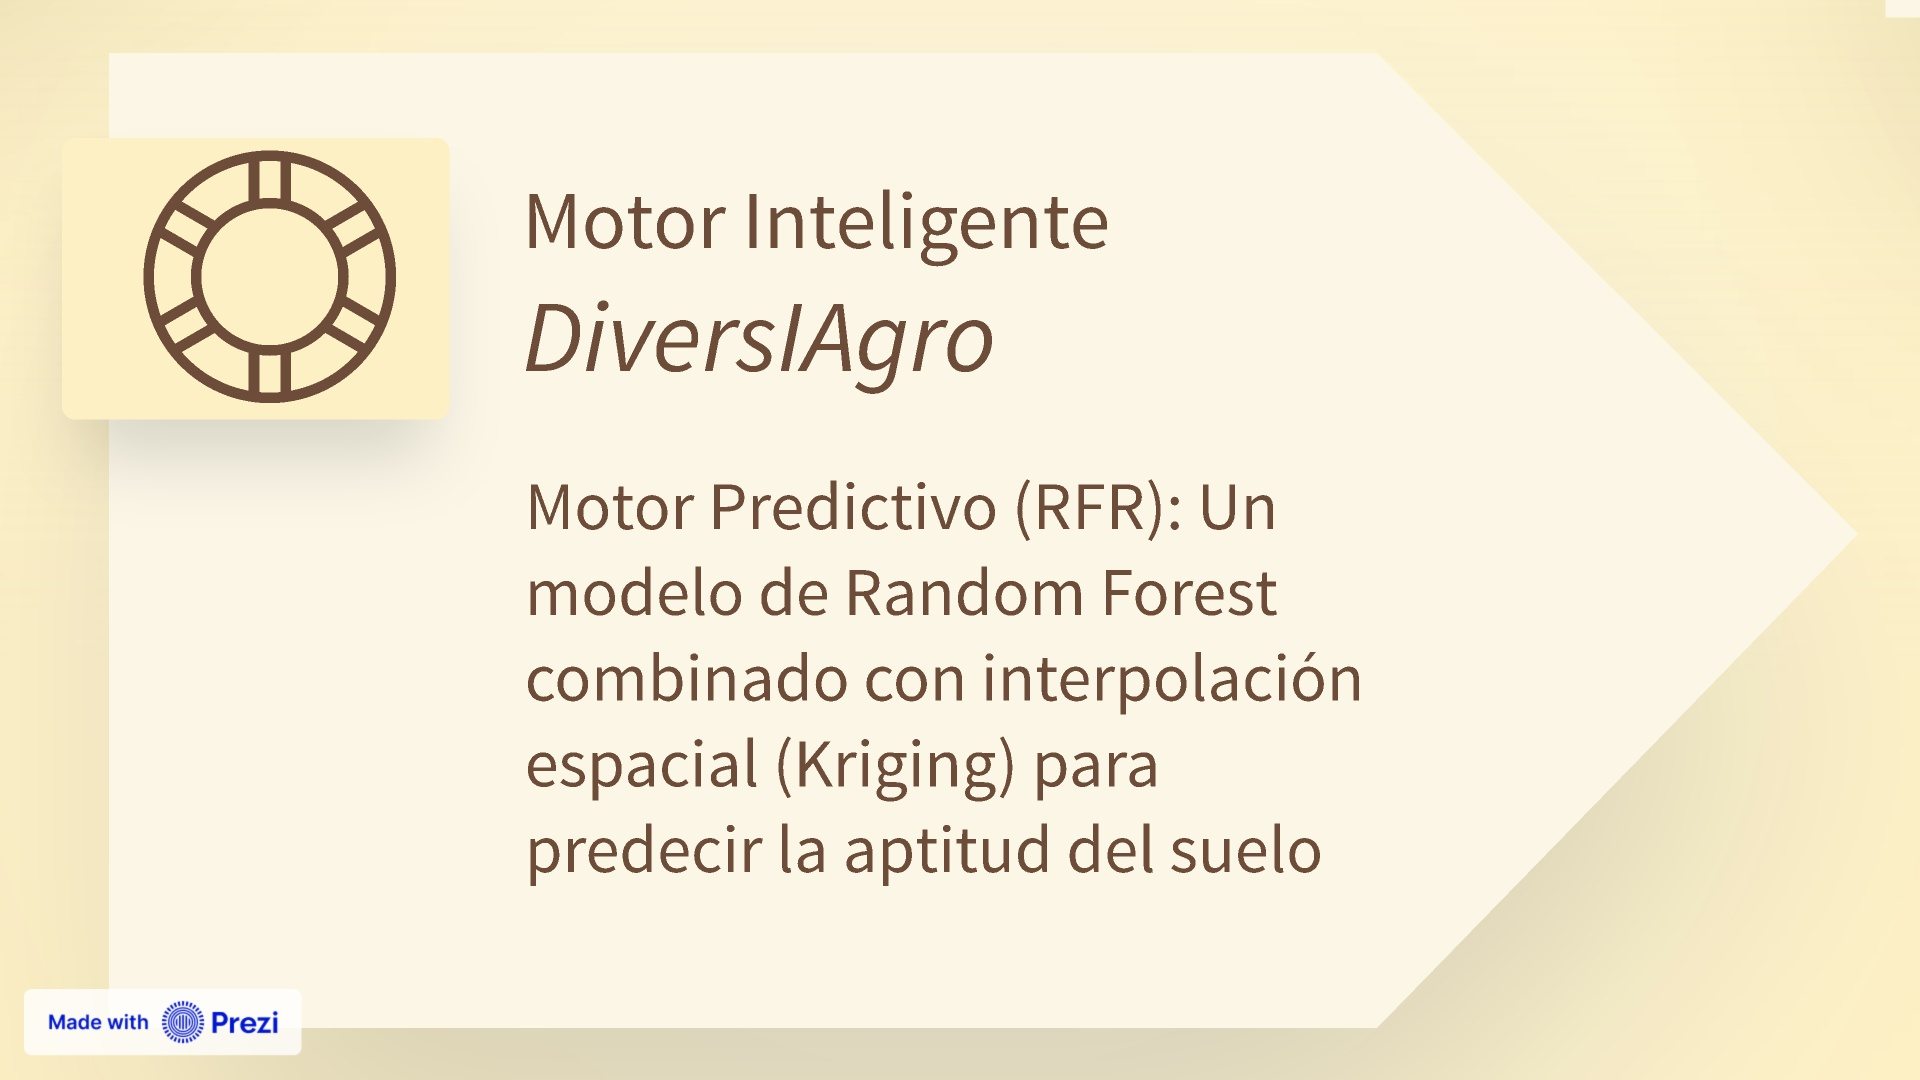 Motor Inteligente
DiversIAgro
Motor Predictivo (RFR): Un
modelo de Random Forest
combinado con interpolación
espacial (Kriging) para
predecir la aptitud del suelo
Made with Prezi